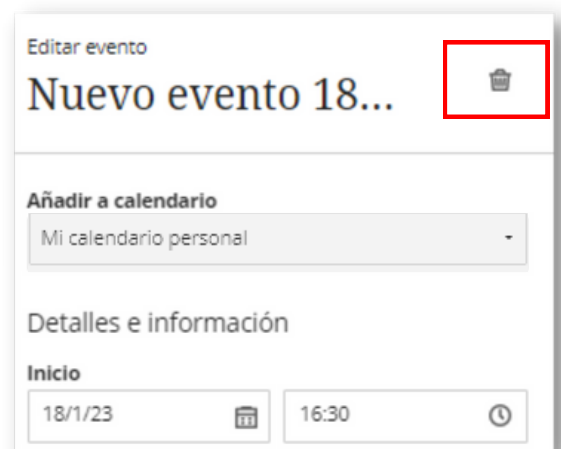 Editar evento
Nuevo evento 18...
Añadir a calendario
Mi calendario personal
Detalles e información
Inicio
18/1/23 16:30